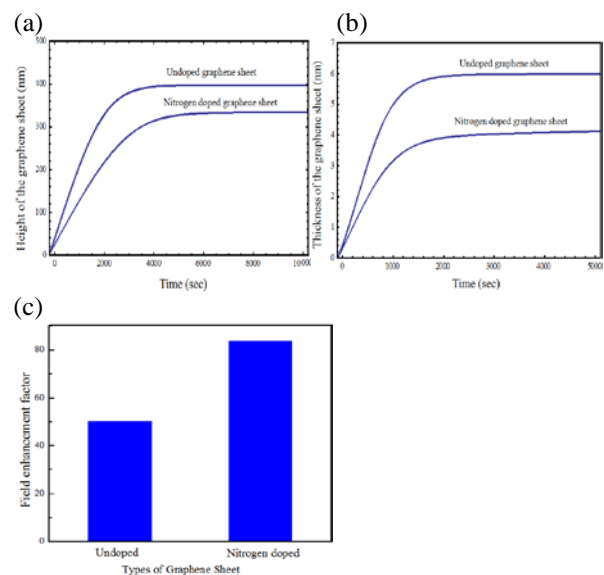 (a)
500
400
300
200
100
0
Height of the graphene sheet (nm)
Undoped graphene sheet
Nitrogen doped graphene sheet
0 2000 4000 6000 8000 10000
Time (sec)
(b)
7
6
5
4
3
2
1
0
Thickness of the graphene sheet (nm)
Undoped graphene sheet
Nitrogen doped graphene sheet
0 1000 2000 3000 4000 5000
Time (sec)
(c)
80
60
40
20
0
Field enhancement factor
Undoped Nitrogen doped
Types of Graphene Sheet